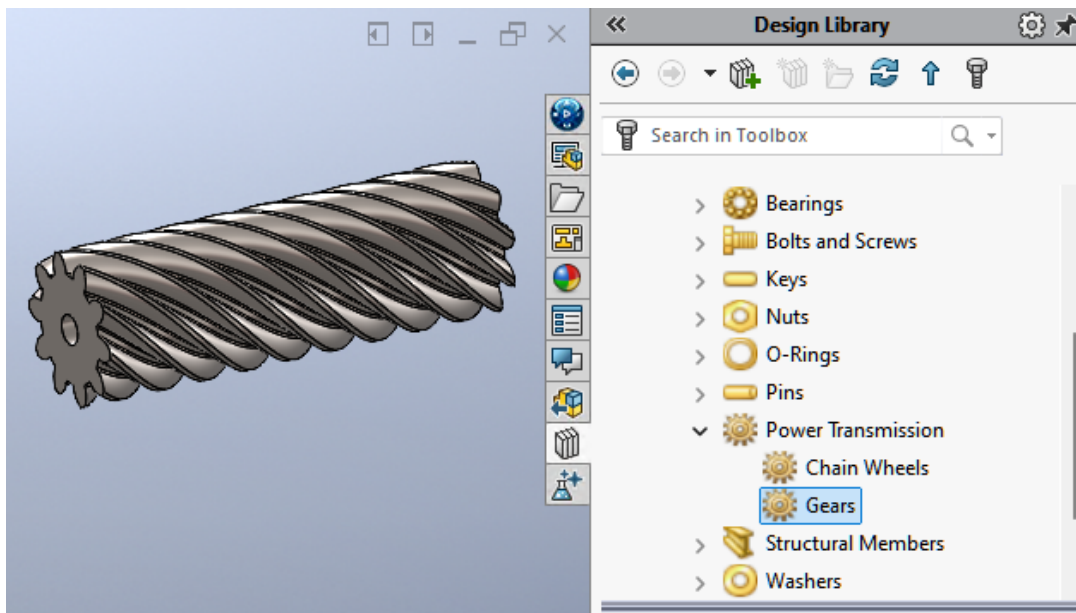 Design Library
Search in Toolbox
Bearings
Bolts and Screws
Keys
Nuts
O-Rings
Pins
Power Transmission
Chain Wheels
Gears
Structural Members
Washers